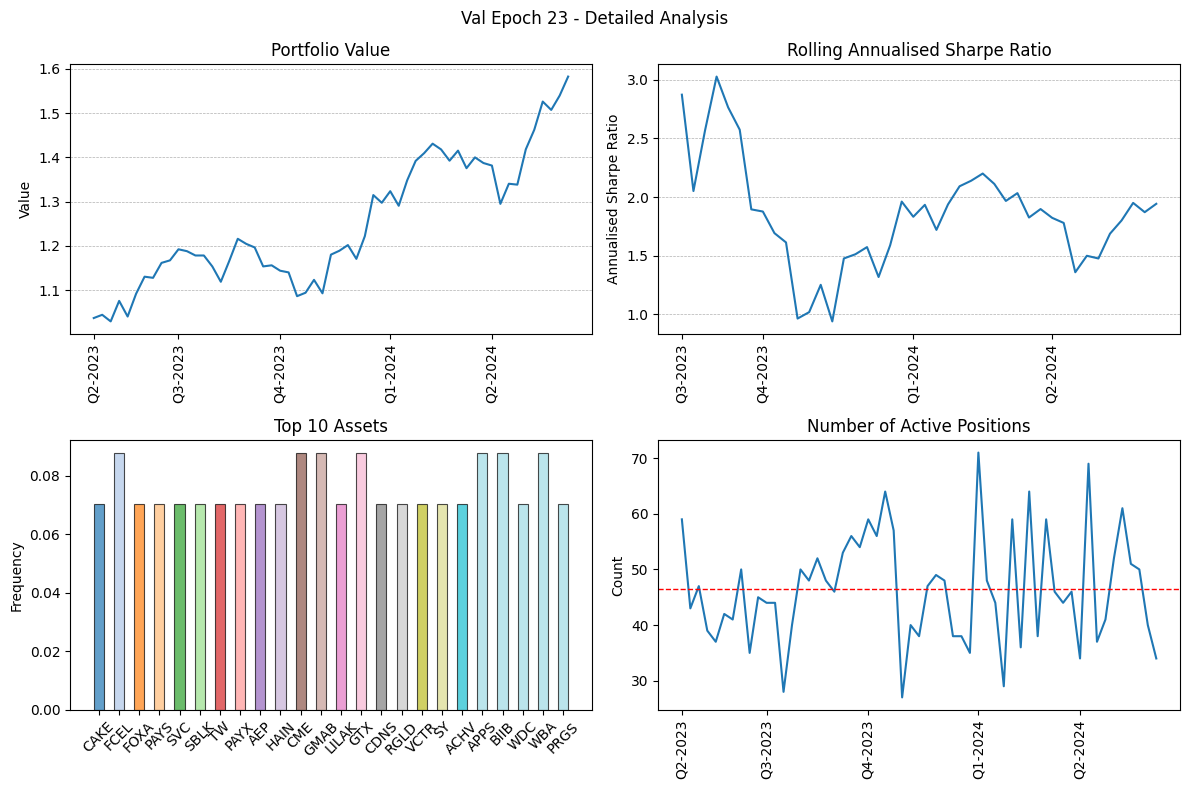 Val Epoch 23 - Detailed Analysis
Portfolio Value
Value
1.6
1.5
1.4
1.3
1.2
1.1
Q2-2023
Q3-2023
Q4-2023
Q1-2024
Q2-2024
Rolling Annualised Sharpe Ratio
Annualised Sharpe Ratio
3.0
2.5
2.0
1.5
1.0
Q3-2023
Q4-2023
Q1-2024
Q2-2024
Top 10 Assets
Frequency
0.08
0.06
0.04
0.02
0.00
CAKE
FCEL
FOXA
PAYS
SVC
SBLK
TW
PAYX
AEP
HAIN
CME
GMAB
LILAK
GTX
CDNS
RGLD
VCTR
SY
ACHV
APPS
BIIB
WDC
WBA
PRGS
Number of Active Positions
Count
70
60
50
40
30
Q2-2023
Q3-2023
Q4-2023
Q1-2024
Q2-2024